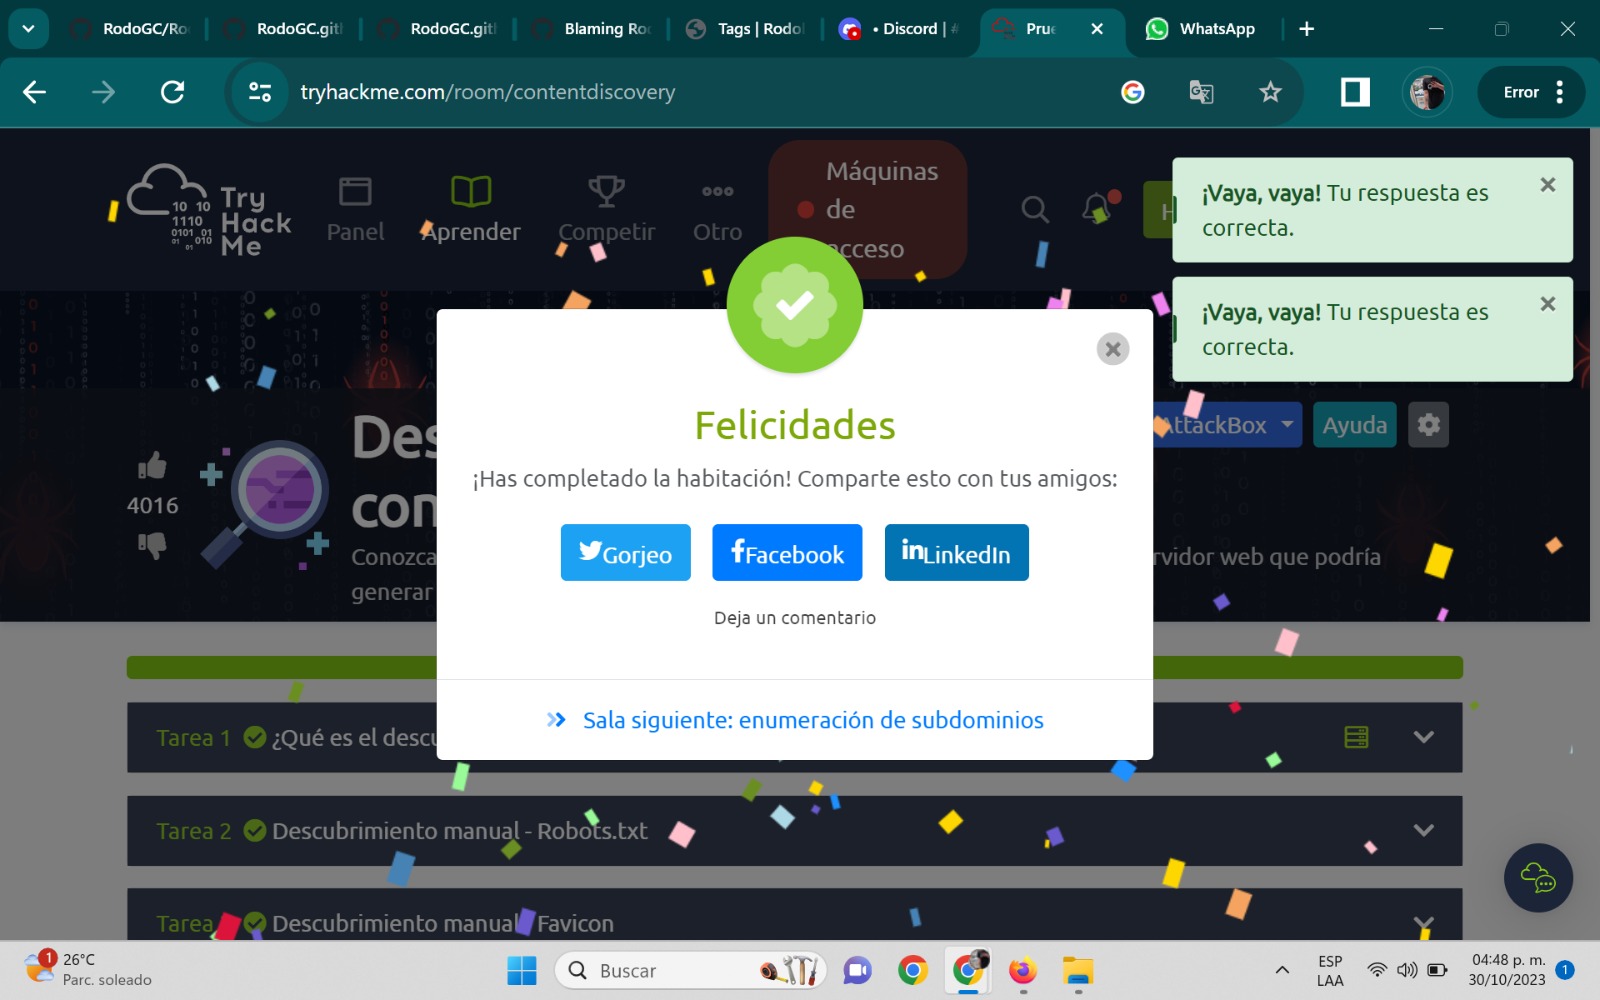 RodoGC/Ro
RodoGC.gith
RodoGC.gith
Blaming Ro
Tags | Rodol
• Discord | #
Prue
WhatsApp
tryhackme.com/room/contentdiscovery
Error
10 10
1110
0101 01
01 010
Try
Hack
Me
Panel
Aprender
Competir
Otro
Máquinas
de
acceso
H
¡Vaya, vaya! Tu respuesta es
correcta.
¡Vaya, vaya! Tu respuesta es
correcta.
4016
Des
con
Conozca
generar
rvidor web que podría
AttackBox
Ayuda
Felicidades
¡Has completado la habitación! Comparte esto con tus amigos:
Gorjeo
Facebook
LinkedIn
Deja un comentario
Sala siguiente: enumeración de subdominios
Tarea 1 ¿Qué es el descu
Tarea 2 Descubrimiento manual - Robots.txt
Tarea Descubrimiento manual Favicon
1
26°C
Parc. soleado
Buscar
ESP
LAA
04:48 p. m.
30/10/2023
1